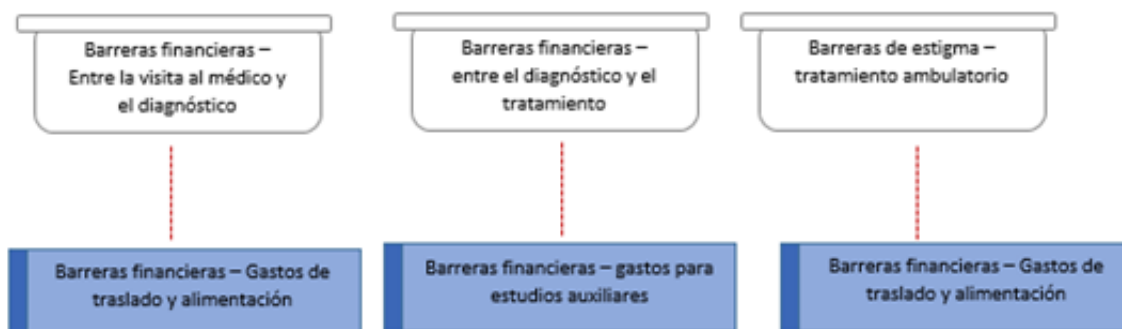 Barreras financieras –
Entre la visita al médico y
el diagnóstico
Barreras financieras –
entre el diagnóstico y el
tratamiento
Barreras de estigma –
tratamiento ambulatorio
Barreras financieras – Gastos de
traslado y alimentación
Barreras financieras – gastos para
estudios auxiliares
Barreras financieras – Gastos de
traslado y alimentación